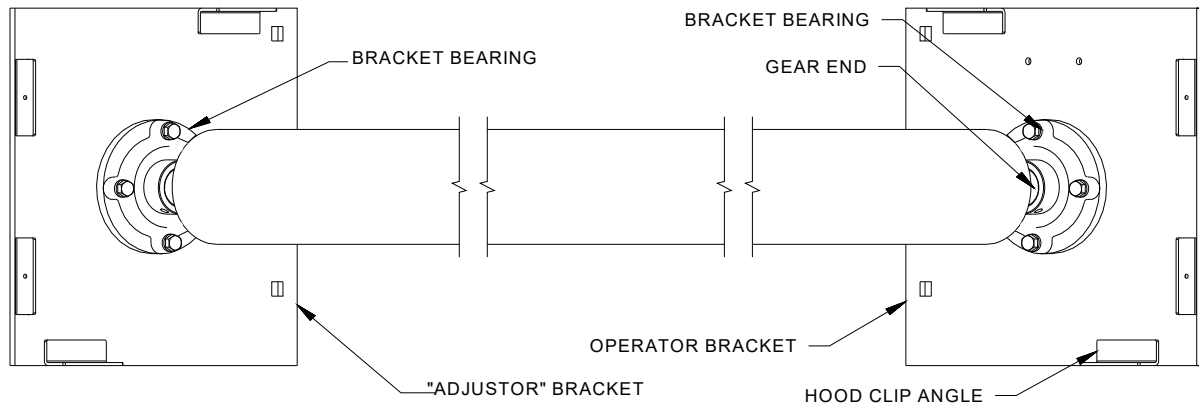 BRACKET BEARING
BRACKET BEARING
GEAR END
OPERATOR BRACKET
"ADJUSTOR" BRACKET
HOOD CLIP ANGLE